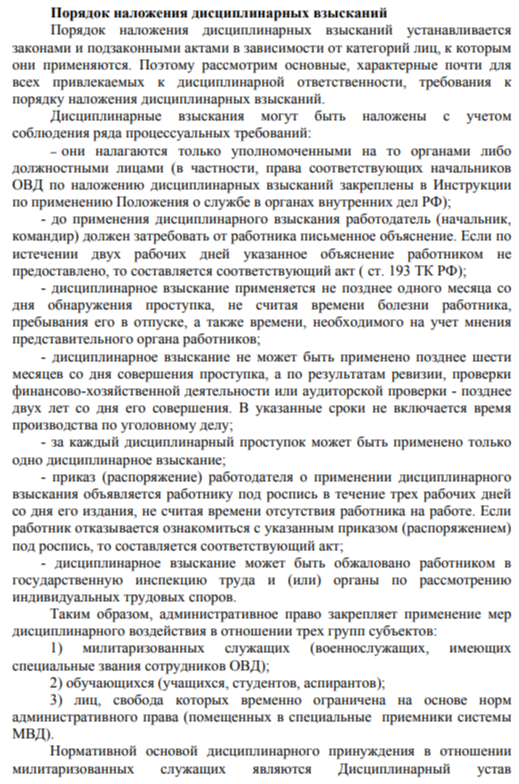 Порядок наложения дисциплинарных взысканий
Порядок наложения дисциплинарных взысканий устанавливается
законами и подзаконными актами в зависимости от категорий лиц, к которым
они применяются. Поэтому рассмотрим основные, характерные почти для
всех привлекаемых к дисциплинарной ответственности, требования к
порядку наложения дисциплинарных взысканий.
Дисциплинарные взыскания могут быть наложены с учетом
соблюдения ряда процессуальных требований:
– они налагаются только уполномоченными на то органами либо
должностными лицами (в частности, права соответствующих начальников
ОВД по наложению дисциплинарных взысканий закреплены в Инструкции
по применению Положения о службе в органах внутренних дел РФ);
- до применения дисциплинарного взыскания работодатель (начальник,
командир) должен затребовать от работника письменное объяснение. Если по
истечении двух рабочих дней указанное объяснение работником не
предоставлено, то составляется соответствующий акт ( ст. 193 ТК РФ);
- дисциплинарное взыскание применяется не позднее одного месяца со
дня обнаружения проступка, не считая времени болезни работника,
пребывания его в отпуске, а также времени, необходимого на учет мнения
представительного органа работников;
- дисциплинарное взыскание не может быть применено позднее шести
месяцев со дня совершения проступка, а по результатам ревизии, проверки
финансово-хозяйственной деятельности или аудиторской проверки - позднее
двух лет со дня его совершения. В указанные сроки не включается время
производства по уголовному делу;
- за каждый дисциплинарный проступок может быть применено только
одно дисциплинарное взыскание;
- приказ (распоряжение) работодателя о применении дисциплинарного
взыскания объявляется работнику под роспись в течение трех рабочих дней
со дня его издания, не считая времени отсутствия работника на работе. Если
работник отказывается ознакомиться с указанным приказом (распоряжением)
под роспись, то составляется соответствующий акт;
- дисциплинарное взыскание может быть обжаловано работником в
государственную инспекцию труда и (или) органы по рассмотрению
индивидуальных трудовых споров.
Таким образом, административное право закрепляет применение мер
дисциплинарного воздействия в отношении трех групп субъектов:
1) милитаризованных служащих (военнослужащих, имеющих
специальные звания сотрудников ОВД);
2) обучающихся (учащихся, студентов, аспирантов);
3) лиц, свобода которых временно ограничена на основе норм
административного права (помещенных в специальные приемники системы
МВД).
Нормативной основой дисциплинарного принуждения в отношении
милитаризованных служащих являются Дисциплинарный устав